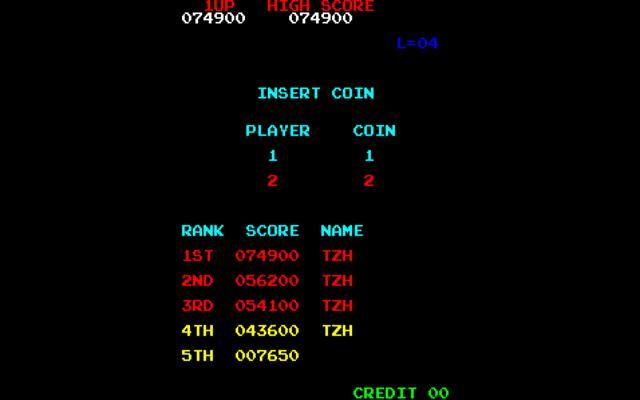 1UP HIGH SCORE
074900 074900
L=04
INSERT COIN
PLAYER COIN
1 1
2 2
RANK SCORE NAME
1ST 074900 TZH
2ND 056200 TZH
3RD 054100 TZH
4TH 043600 TZH
5TH 007650
CREDIT 00